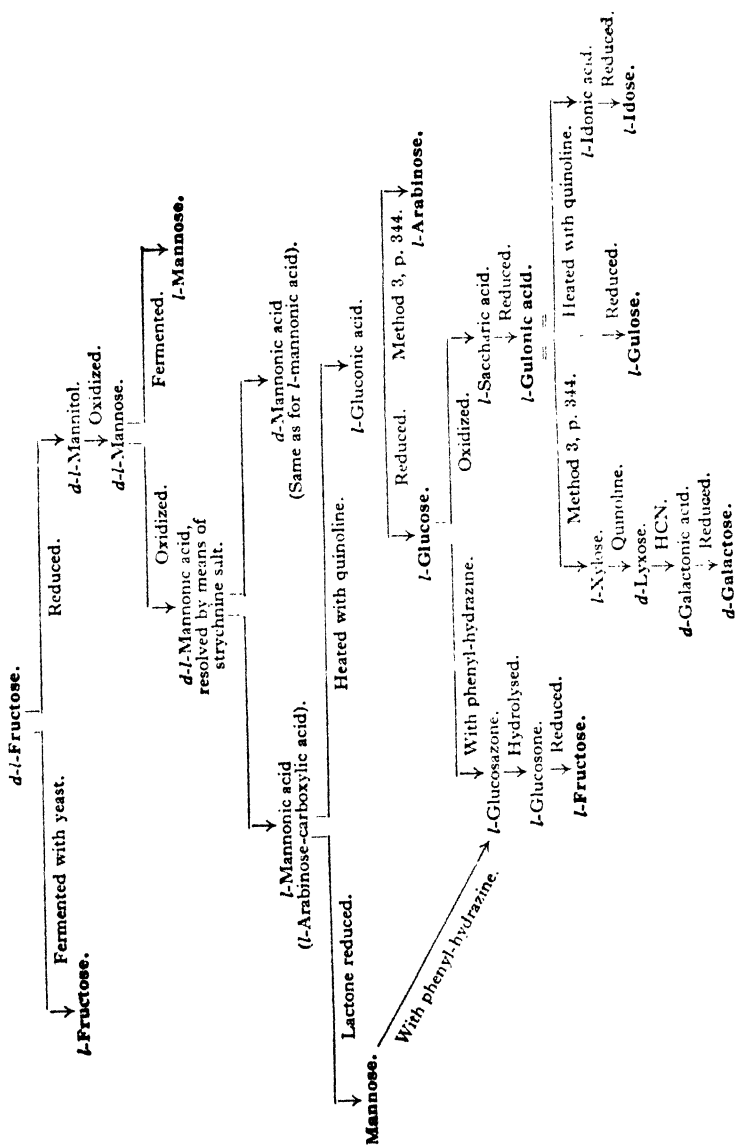 d-l-Fructose.
Fermented with yeast.
Reduced.
l-Fructose.
d-l-Mannitol.
Oxidized.
d-l-Mannose.
Oxidized.
Fermented.
d-l-Mannonic acid,
resolved by means of
strychnine salt.
l-Mannose.
l-Mannonic acid
(l-Arabinose-carboxylic acid).
d-Mannonic acid
(Same as for l-mannonic acid).
Lactone reduced.
Heated with quinoline.
Mannose.
l-Gluconic acid.
With phenyl-hydrazine.
Reduced.
Method 3, p. 344.
l-Glucose.
l-Arabinose.
With phenyl-hydrazine.
Oxidized.
l-Glucosazone.
Hydrolysed.
l-Glucosone.
Reduced.
l-Fructose.
l-Saccharic acid.
Reduced.
l-Gulonic acid.
Method 3, p. 344.
Heated with quinoline.
l-Xylose.
Quinoline.
d-Lyxose.
HCN.
d-Galactonic acid.
Reduced.
d-Galactose.
Reduced.
l-Gulose.
l-Idonic acid.
Reduced.
l-Idose.